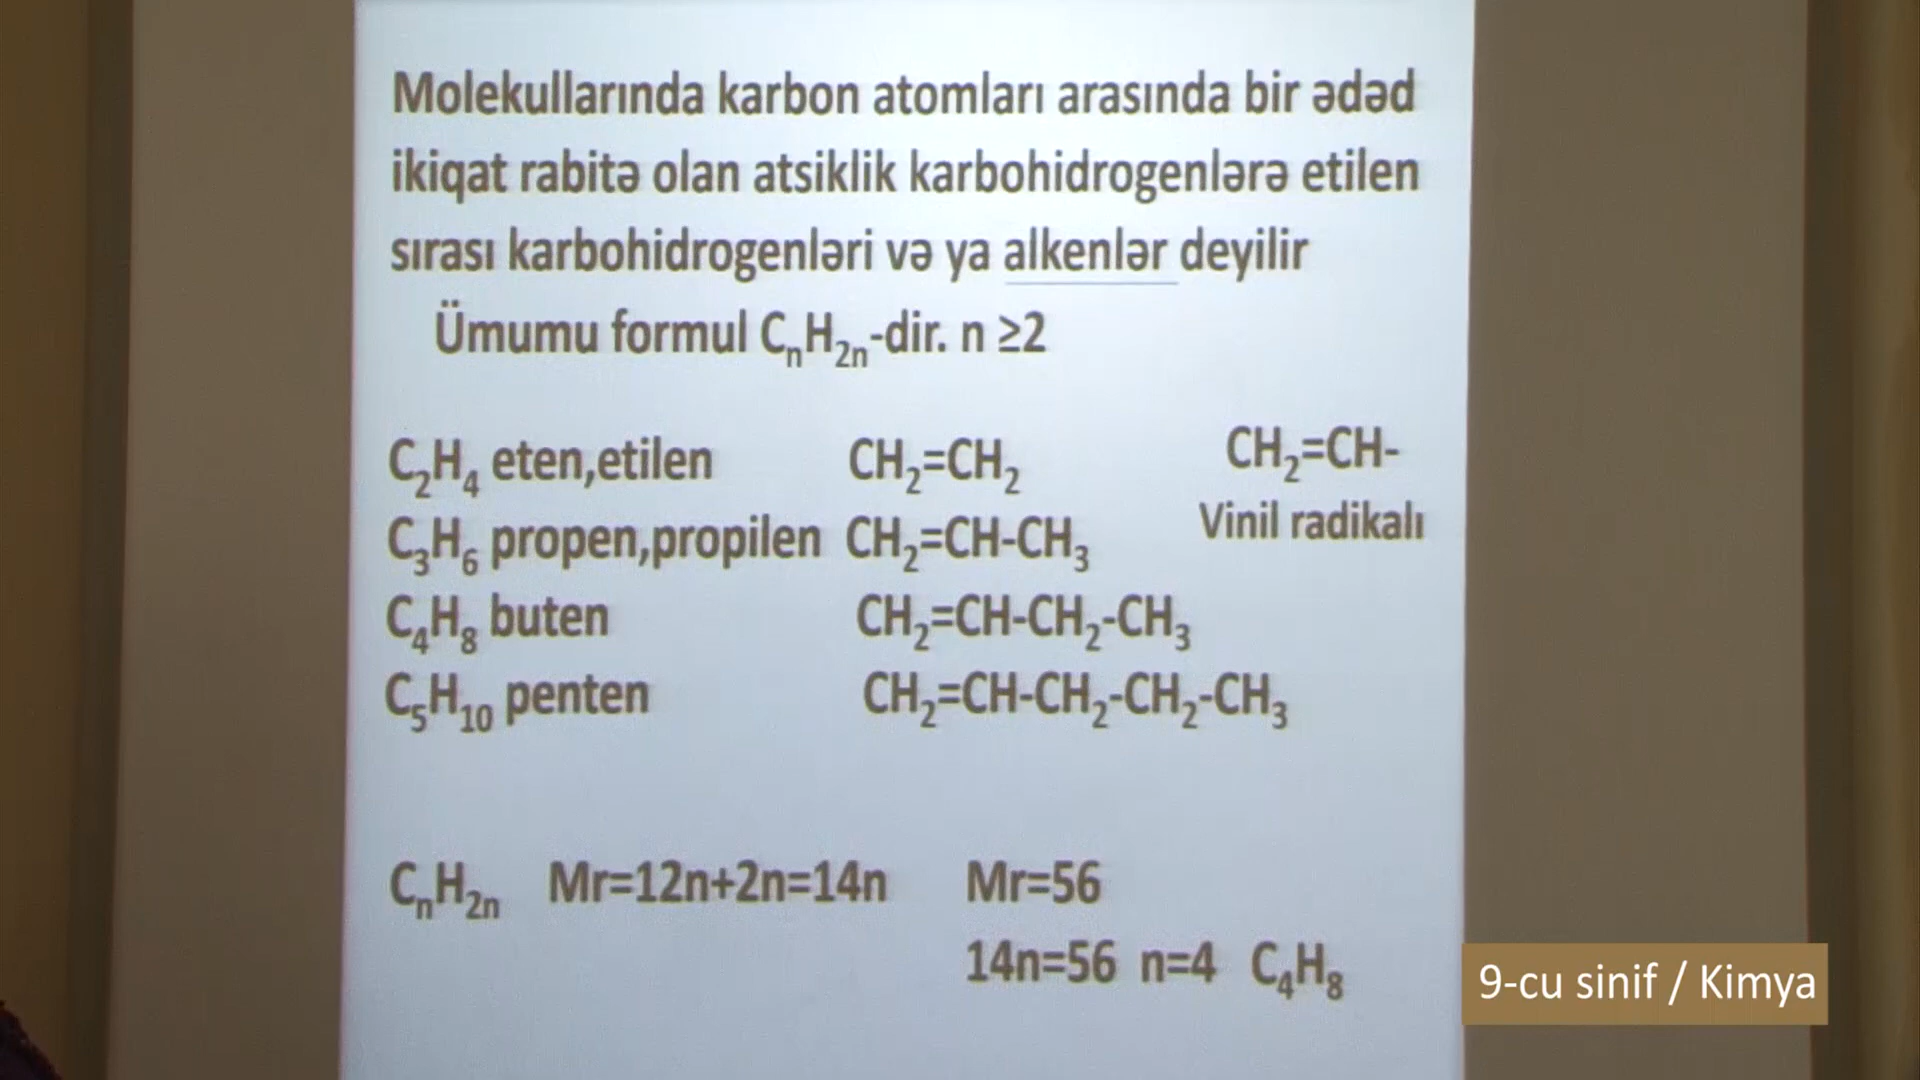 Molekullarında karbon atomları arasında bir ədəd
ikiqat rabitə olan atsiklik karbohidrogenlərə etilen
sırası karbohidrogenləri və ya alkenlər deyilir
Ümumu formul CₙH₂ₙ-dir. n ≥2
C₂H₄ eten,etilen CH₂=CH₂ CH₂=CH-
Vinil radikalı
C₃H₆ propen,propilen CH₂=CH-CH₃
C₄H₈ buten CH₂=CH-CH₂-CH₃
C₅H₁₀ penten CH₂=CH-CH₂-CH₂-CH₃
CₙH₂ₙ Mr=12n+2n=14n Mr=56
14n=56 n=4 C₄H₈
9-cu sinif / Kimya